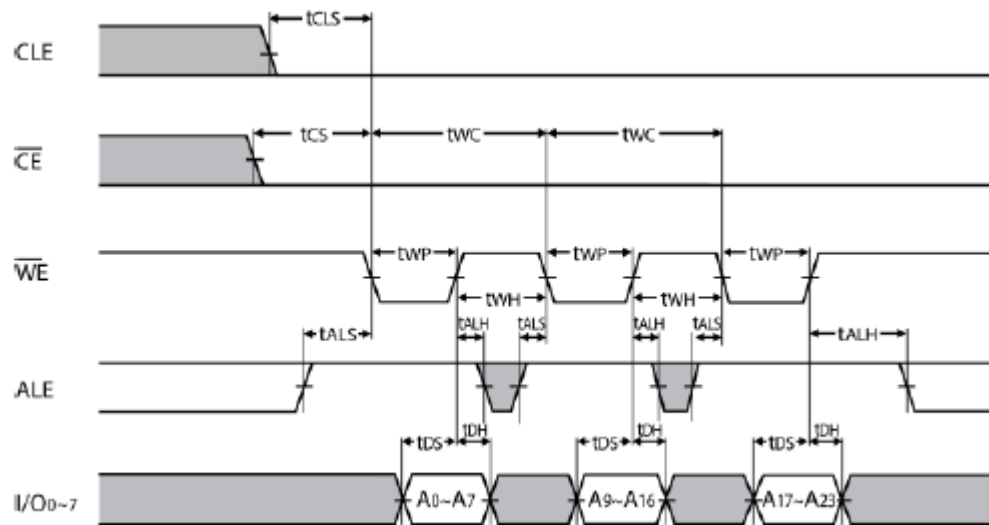 tCLS
CLE
tCS tWC tWC
CE
WE tWP tWP tWP
tWH tWH
tALS tALH tALS tALH tALS tALH
ALE
tDS tDH tDS tDH tDS tDH
I/O0~7 A0~A7 A9~A16 A17~A23